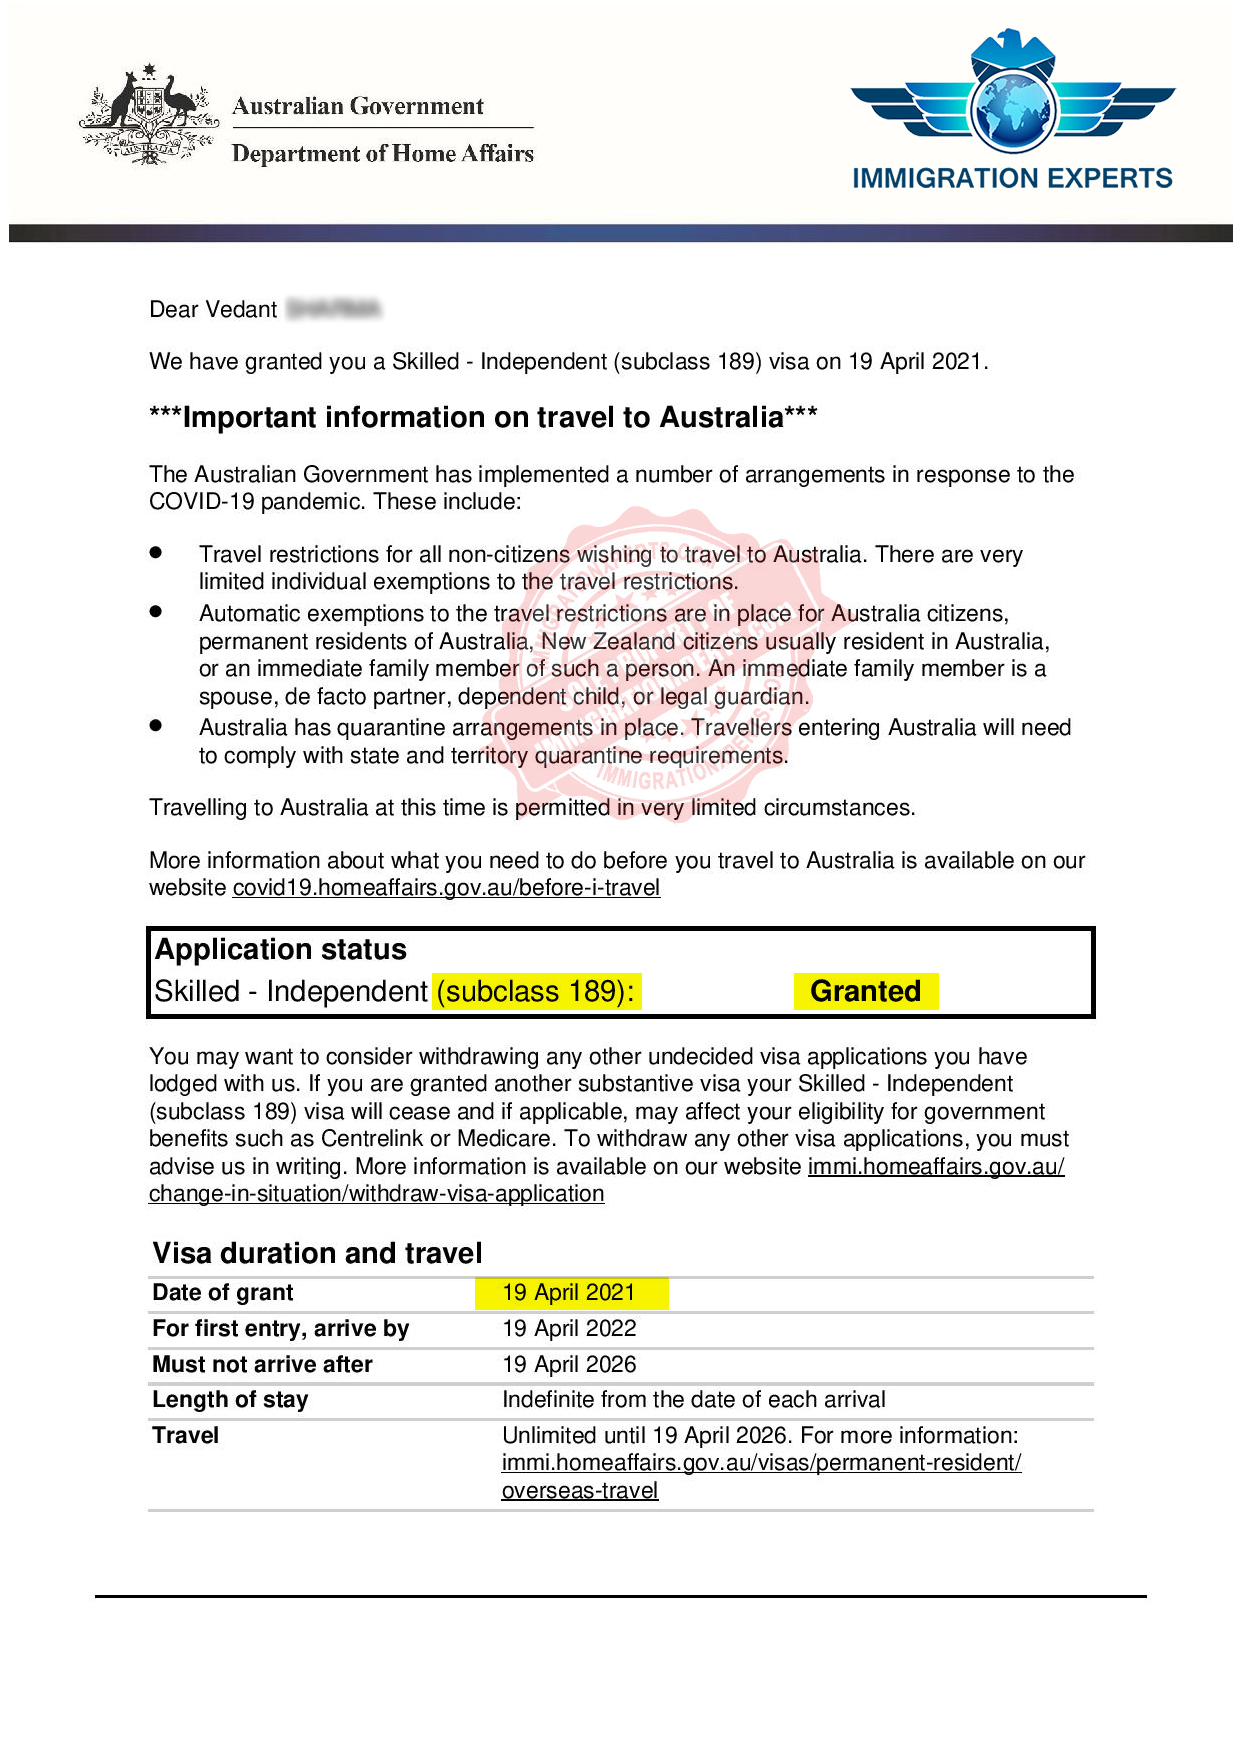 Australian Government
Department of Home Affairs
IMMIGRATION EXPERTS
Dear Vedant
We have granted you a Skilled - Independent (subclass 189) visa on 19 April 2021.
***Important information on travel to Australia***
The Australian Government has implemented a number of arrangements in response to the
COVID-19 pandemic. These include:
● Travel restrictions for all non-citizens wishing to travel to Australia. There are very
limited individual exemptions to the travel restrictions.
● Automatic exemptions to the travel restrictions are in place for Australia citizens,
permanent residents of Australia, New Zealand citizens usually resident in Australia,
or an immediate family member of such a person. An immediate family member is a
spouse, de facto partner, dependent child, or legal guardian.
● Australia has quarantine arrangements in place. Travellers entering Australia will need
to comply with state and territory quarantine requirements.
SOLE PROPERTY OF
IMMIGRATIONXPERTS.COM
Travelling to Australia at this time is permitted in very limited circumstances.
More information about what you need to do before you travel to Australia is available on our
website covid19.homeaffairs.gov.au/before-i-travel
Application status
Skilled - Independent (subclass 189): Granted
You may want to consider withdrawing any other undecided visa applications you have
lodged with us. If you are granted another substantive visa your Skilled - Independent
(subclass 189) visa will cease and if applicable, may affect your eligibility for government
benefits such as Centrelink or Medicare. To withdraw any other visa applications, you must
advise us in writing. More information is available on our website immi.homeaffairs.gov.au/
change-in-situation/withdraw-visa-application
Visa duration and travel
Date of grant 19 April 2021
For first entry, arrive by 19 April 2022
Must not arrive after 19 April 2026
Length of stay Indefinite from the date of each arrival
Travel Unlimited until 19 April 2026. For more information:
immi.homeaffairs.gov.au/visas/permanent-resident/
overseas-travel